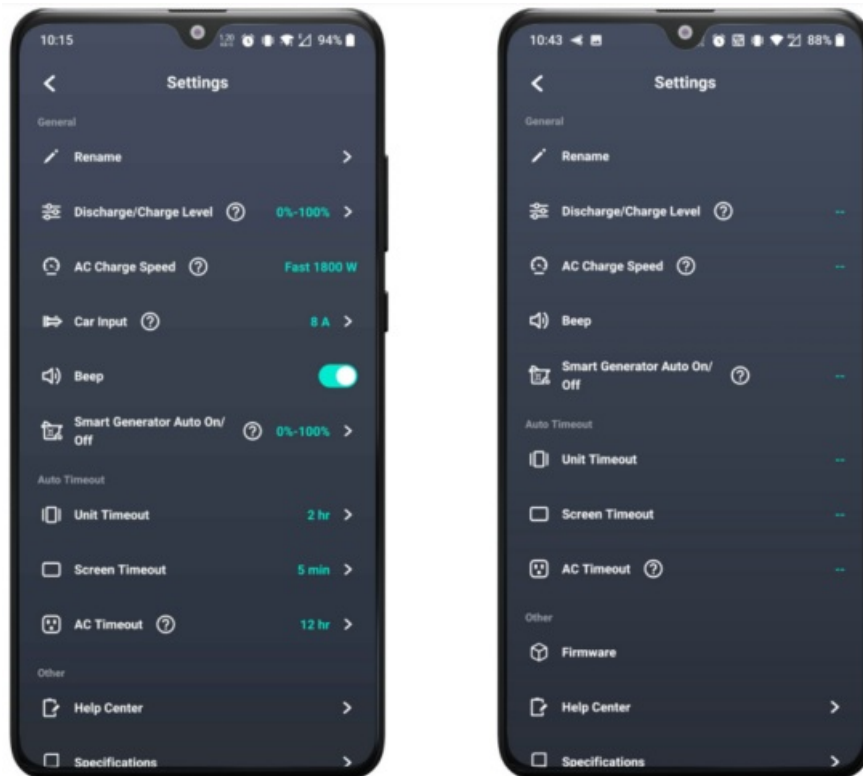 10:15
94%
Settings
General
Rename
Discharge/Charge Level ? 0%-100%
AC Charge Speed ? Fast 1800 W
Car Input ? 8 A
Beep
Smart Generator Auto On/
Off ? 0%-100%
Auto Timeout
Unit Timeout 2 hr
Screen Timeout 5 min
AC Timeout ? 12 hr
Other
Help Center
Specifications
10:43
88%
Settings
General
Rename
Discharge/Charge Level ? --
AC Charge Speed ? --
Beep
Smart Generator Auto On/
Off ? --
Auto Timeout
Unit Timeout --
Screen Timeout --
AC Timeout ? --
Other
Firmware
Help Center
Specifications